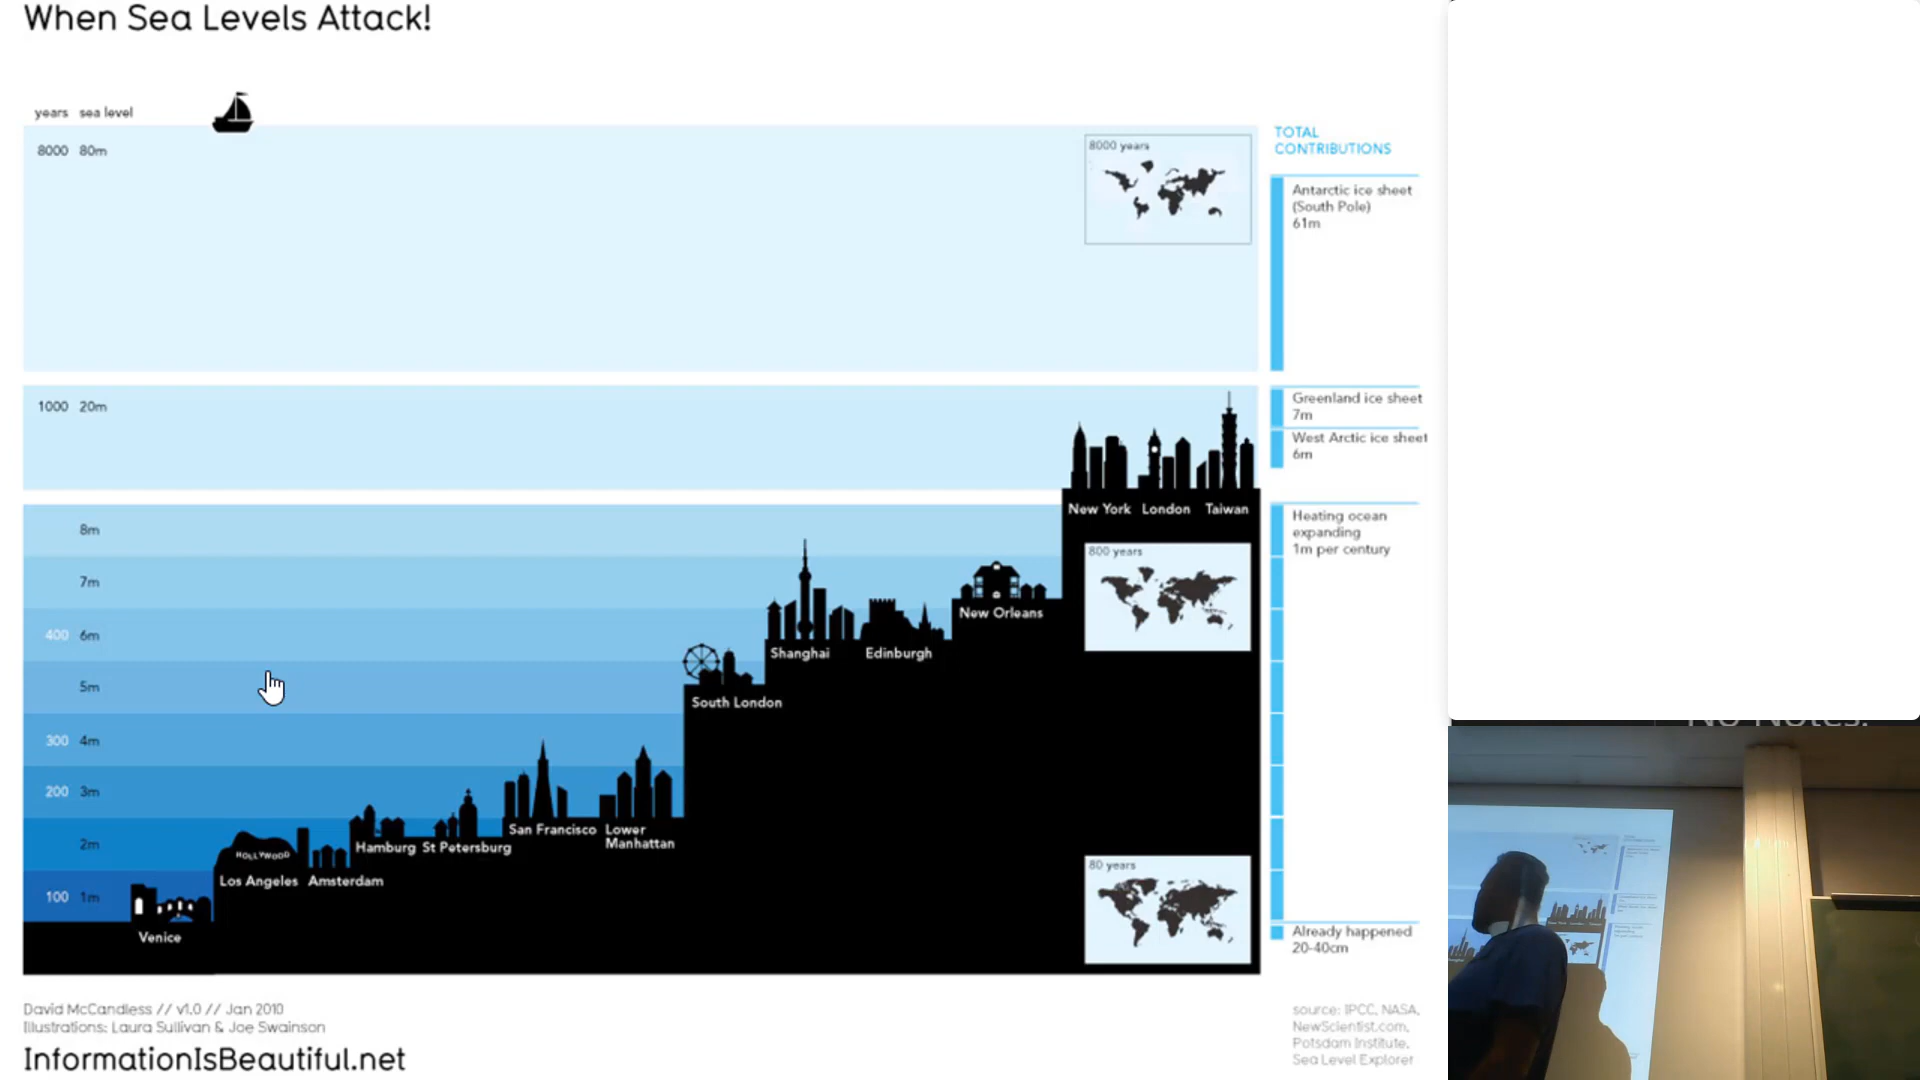 When Sea Levels Attack!
years sea level
8000 80m
8000 years
TOTAL
CONTRIBUTIONS
Antarctic ice sheet
(South Pole)
61m
1000 20m
Greenland ice sheet
7m
West Arctic ice sheet
6m
New York London Taiwan
Heating ocean
expanding
1m per century
8m
800 years
7m
New Orleans
400 6m
Shanghai Edinburgh
5m
South London
300 4m
200 3m
San Francisco Lower
Manhattan
2m
Hamburg St Petersburg
HOLLYWOOD
Los Angeles Amsterdam
80 years
100 1m
Venice
Already happened
20-40cm
David McCandless // v1.0 // Jan 2010
Illustrations: Laura Sullivan & Joe Swainson
InformationIsBeautiful.net
source: IPCC, NASA,
NewScientist.com,
Potsdam Institute,
Sea Level Explorer
No Notes.